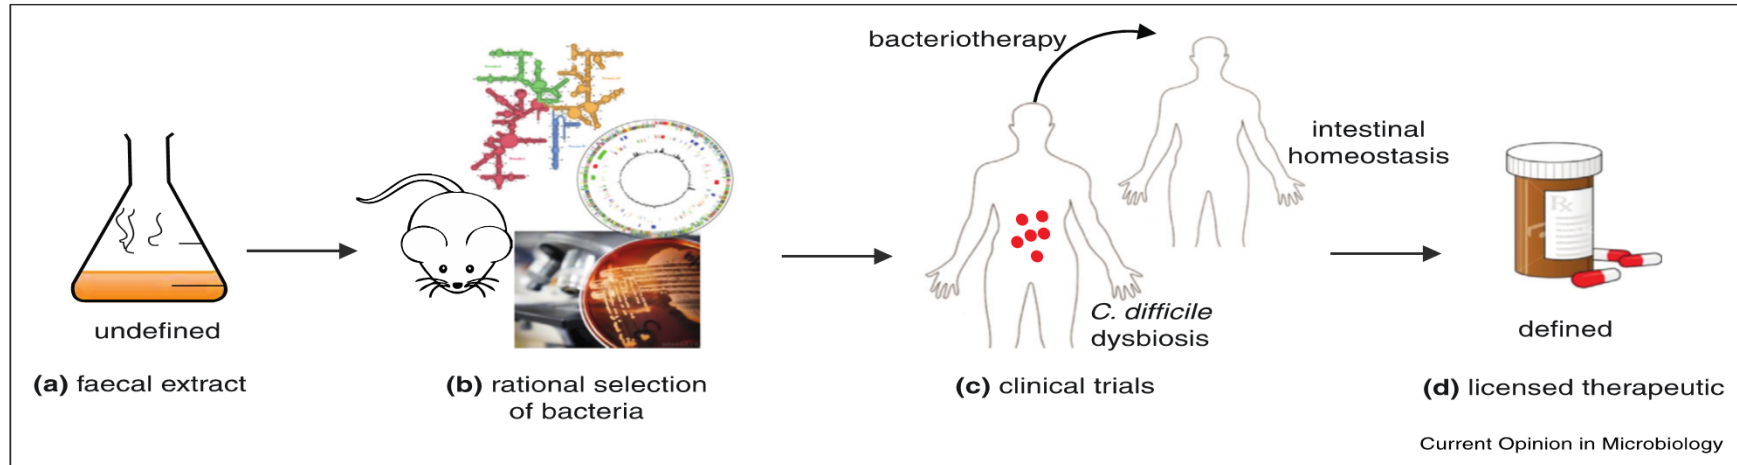 bacteriotherapy
intestinal
homeostasis
undefined
C. difficile
dysbiosis
Rx
defined
(a) faecal extract
(b) rational selection
of bacteria
(c) clinical trials
(d) licensed therapeutic
Current Opinion in Microbiology